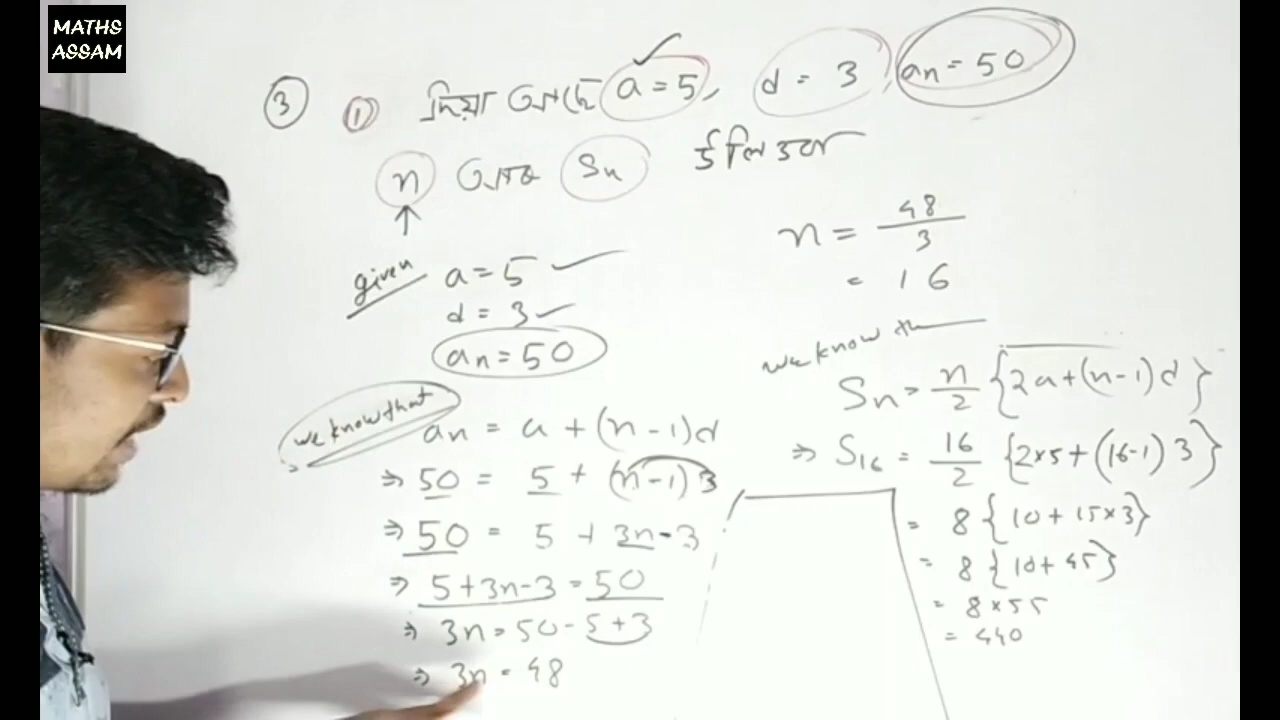 MATHS
ASSAM
③ ① দিয়া আছে a = 5, d = 3, an = 50
n আৰু Sn উলিওৱা
given a = 5
d = 3
an = 50
we know that
an = a + (n-1)d
⇒ 50 = 5 + (n-1)3
⇒ 50 = 5 + 3n-3
⇒ 5+3n-3 = 50
⇒ 3n = 50-5+3
⇒ 3n = 48
n = 48/3
= 16
we know th
Sn = n/2 {2a+(n-1)d}
⇒ S16 = 16/2 {2×5+(16-1)3}
= 8 {10+15×3}
= 8 {10+45}
= 8×55
= 440